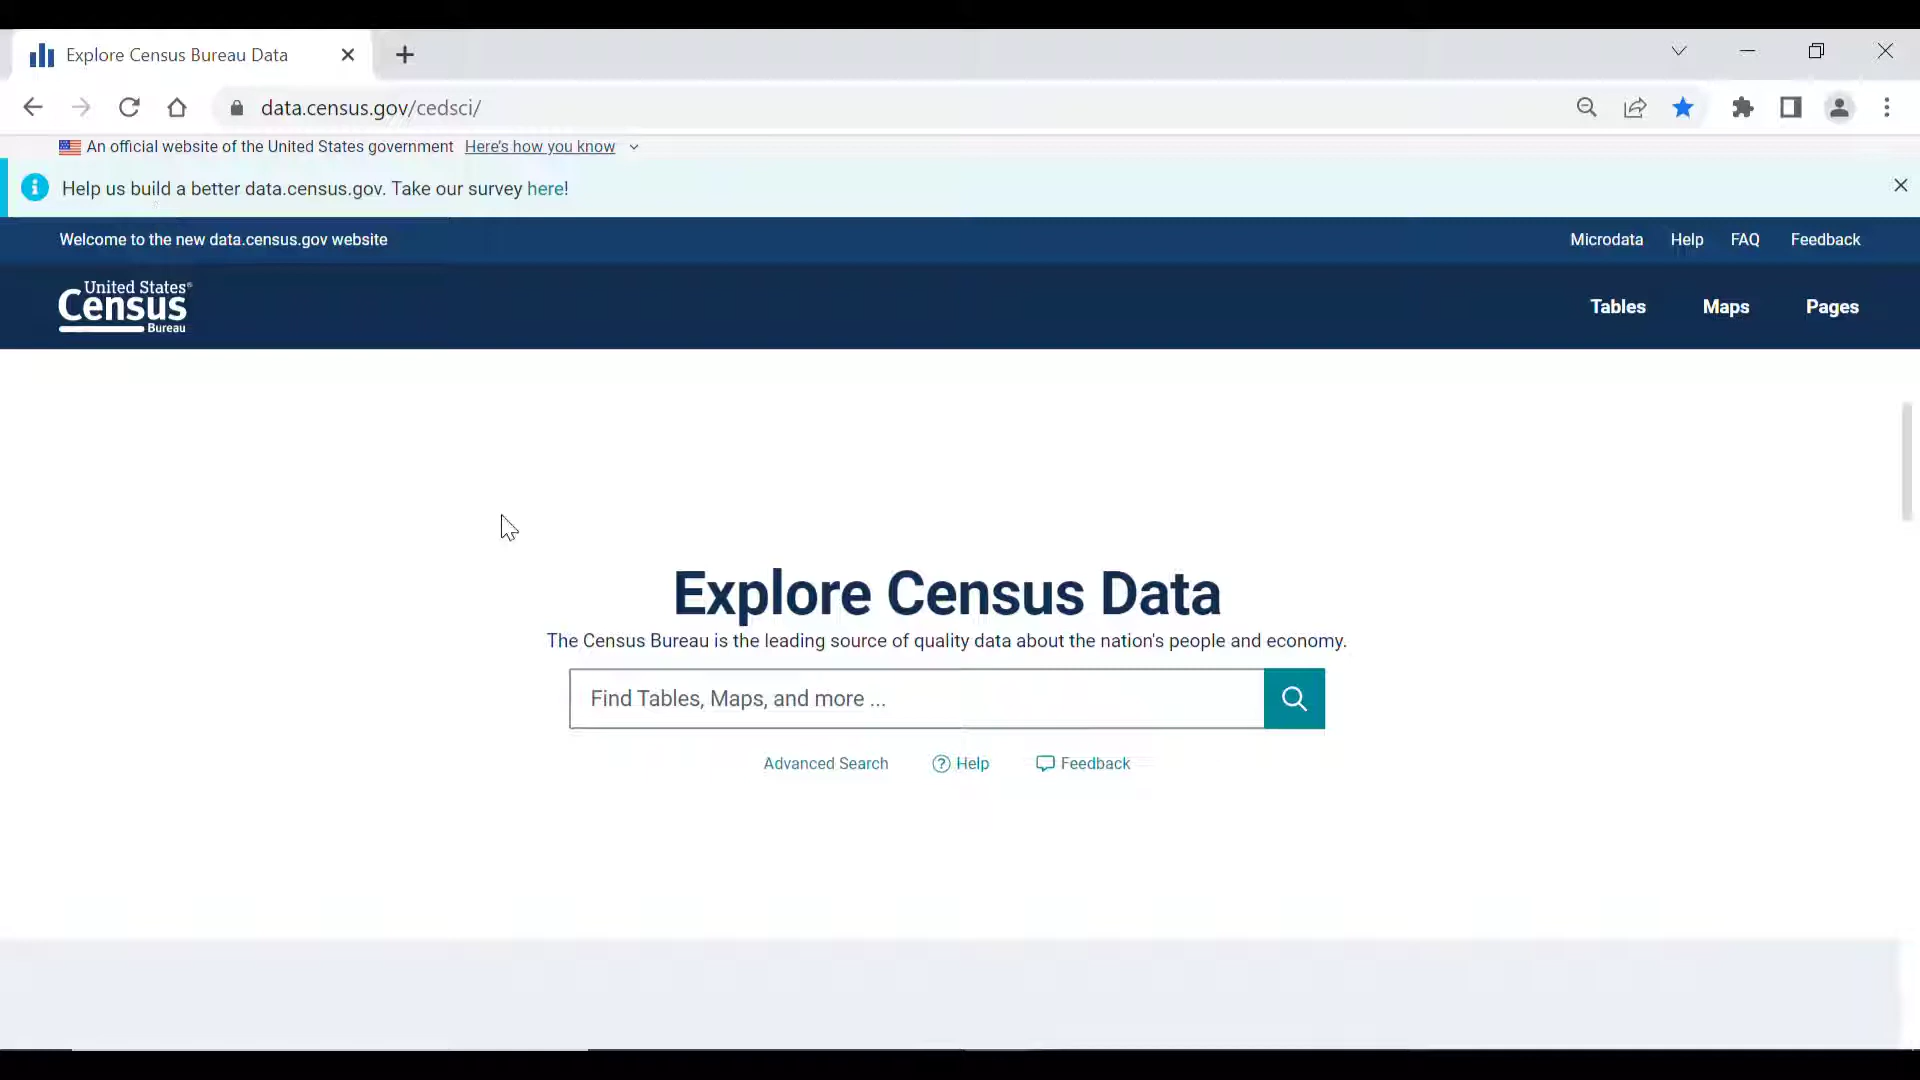 Explore Census Bureau Data
data.census.gov/cedsci/
An official website of the United States government Here's how you know
Help us build a better data.census.gov. Take our survey here!
Welcome to the new data.census.gov website
Microdata Help FAQ Feedback
United States®
Census
Bureau
Tables Maps Pages
Explore Census Data
The Census Bureau is the leading source of quality data about the nation's people and economy.
Find Tables, Maps, and more ...
Advanced Search Help Feedback